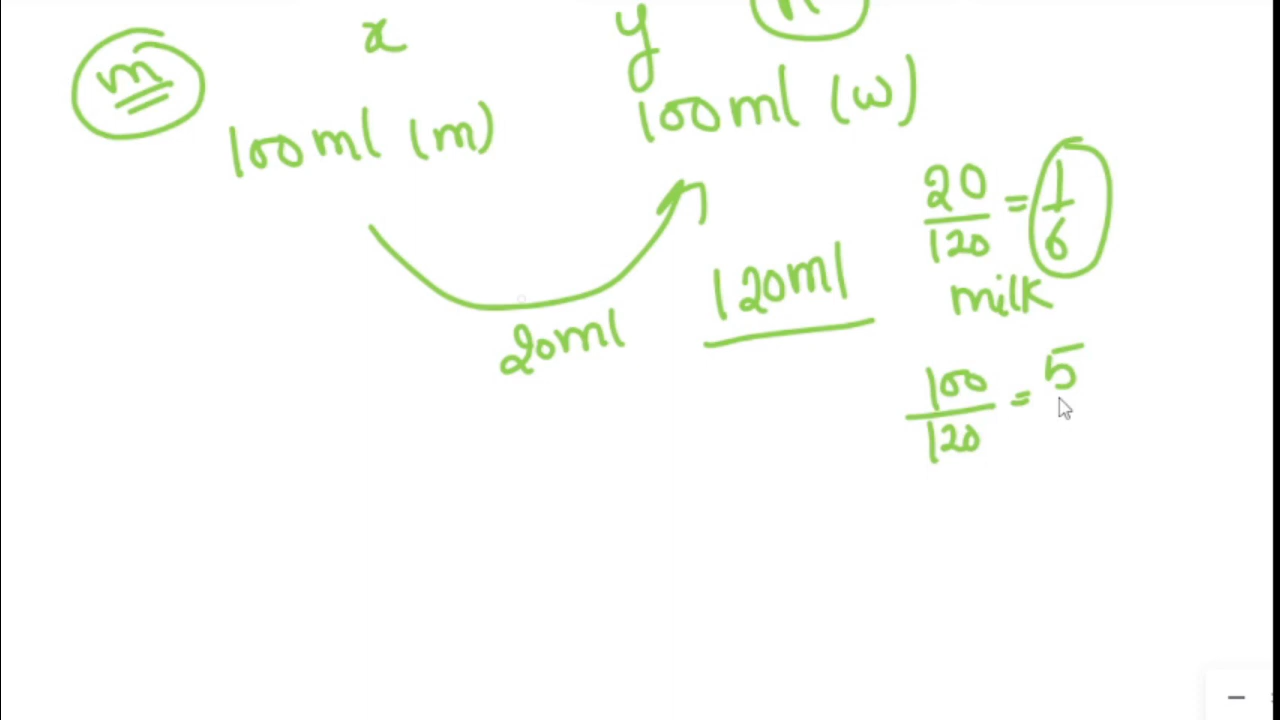 m x y
100ml (m) 100ml (w)
20ml 120ml
20/120 = 1/6
milk
100/120 = 5